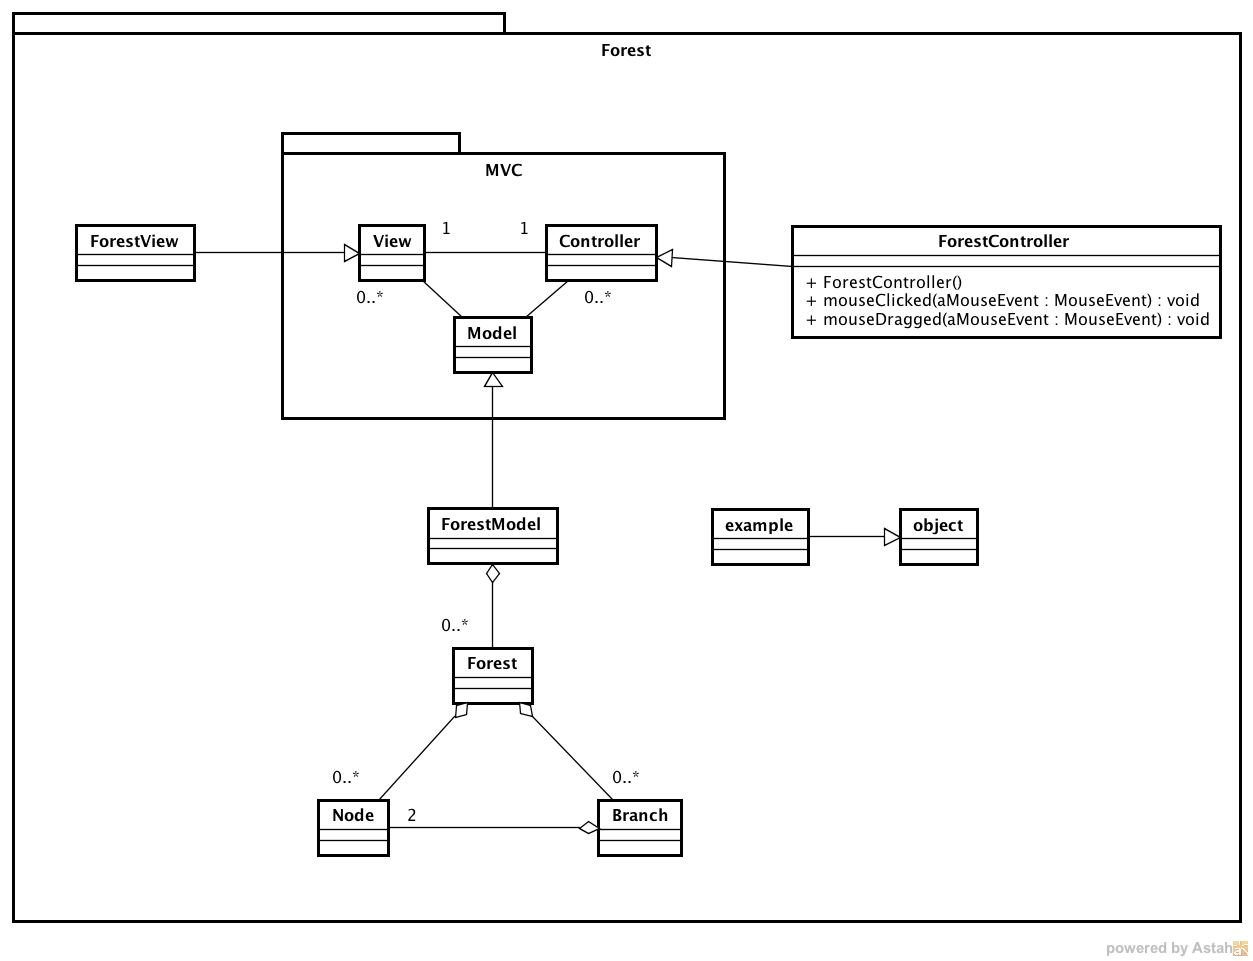 Forest
MVC
ForestView
View
1
1
Controller
ForestController
+ ForestController()
+ mouseClicked(aMouseEvent : MouseEvent) : void
+ mouseDragged(aMouseEvent : MouseEvent) : void
0..*
0..*
Model
ForestModel
example
object
0..*
Forest
0..*
0..*
Node
2
Branch
powered by Astah